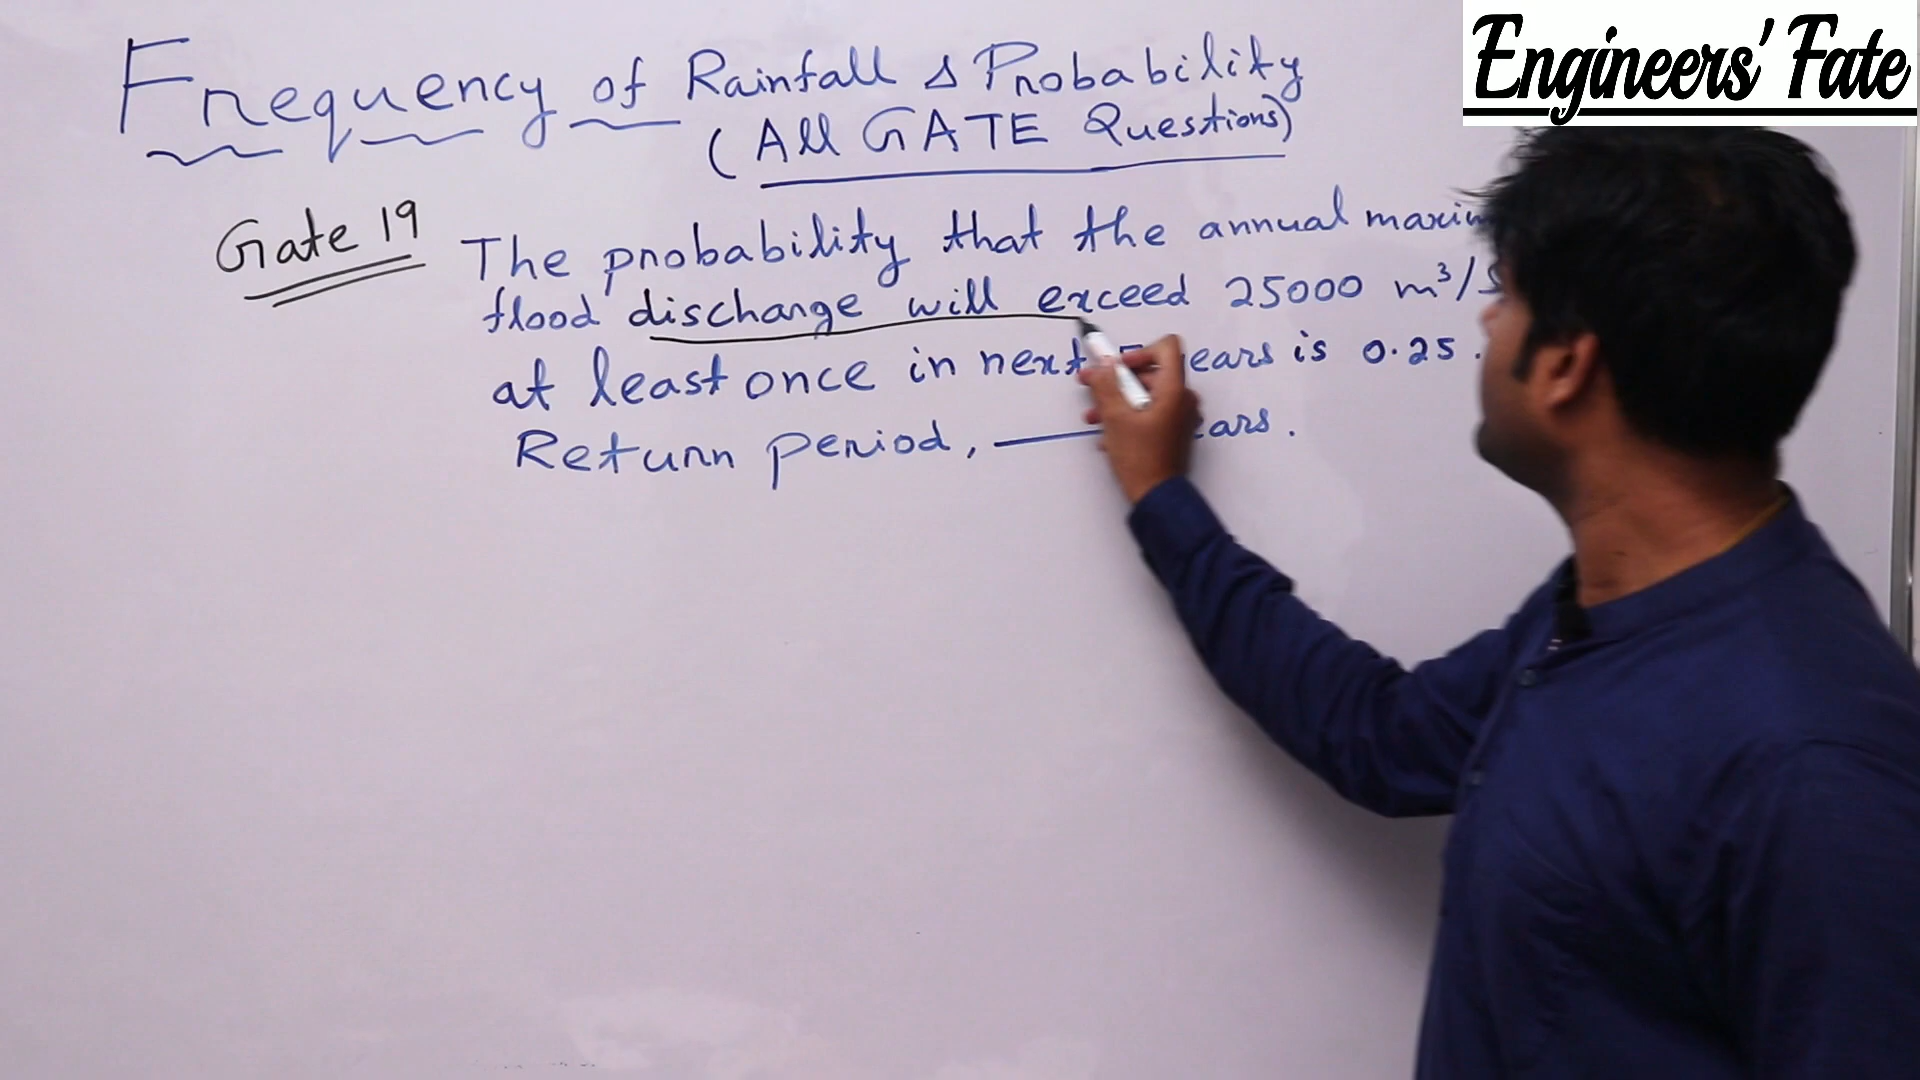 Engineers' Fate
Frequency of Rainfall & Probability
(All GATE Questions)
Gate 19
The probability that the annual
flood discharge will exceed 25000 m³/s
at least once in next years is 0.25.
Return period,